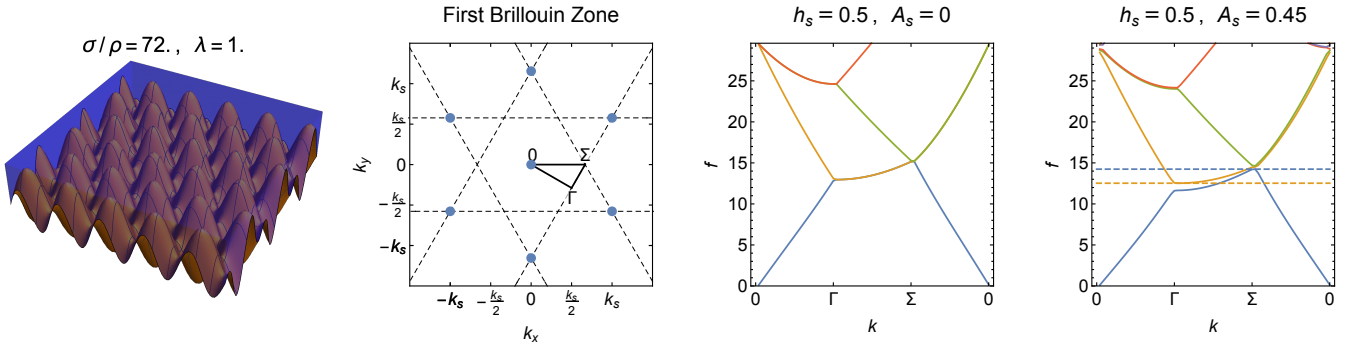 σ/ρ=72., λ=1.
First Brillouin Zone
k_s
k_s/2
0
-k_s/2
-k_s
k_y
0
Σ
Γ
-k_s
-k_s/2
0
k_s/2
k_s
k_x
h_s=0.5, A_s=0
25
20
15
10
5
0
f
0
Γ
Σ
0
k
h_s=0.5, A_s=0.45
25
20
15
10
5
0
f
0
Γ
Σ
0
k